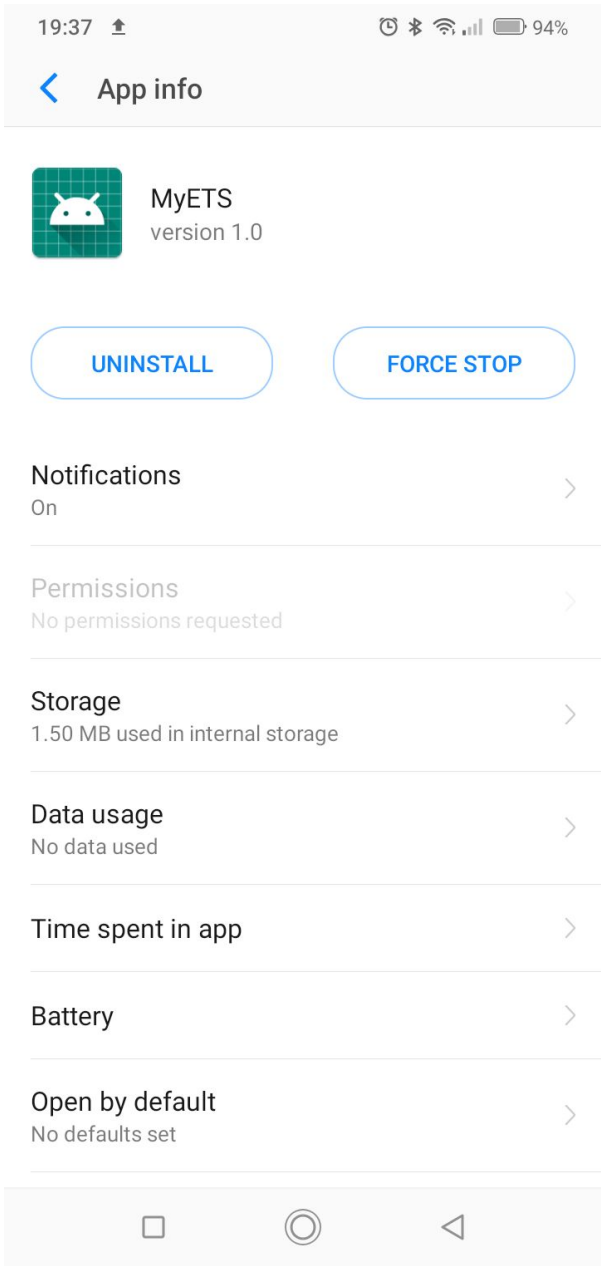 19:37 94%
App info
MyETS
version 1.0
UNINSTALL FORCE STOP
Notifications
On
Permissions
No permissions requested
Storage
1.50 MB used in internal storage
Data usage
No data used
Time spent in app
Battery
Open by default
No defaults set